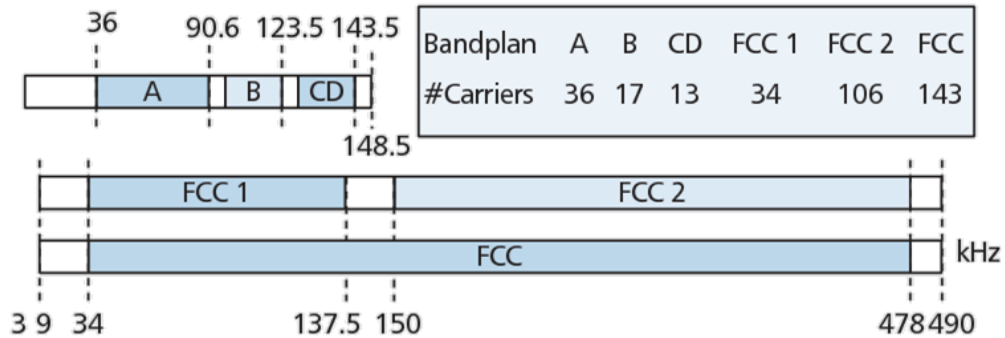 36 90.6 123.5 143.5
A B CD
148.5
Bandplan A B CD FCC 1 FCC 2 FCC
#Carriers 36 17 13 34 106 143
FCC 1 FCC 2
FCC kHz
3 9 34 137.5 150 478 490